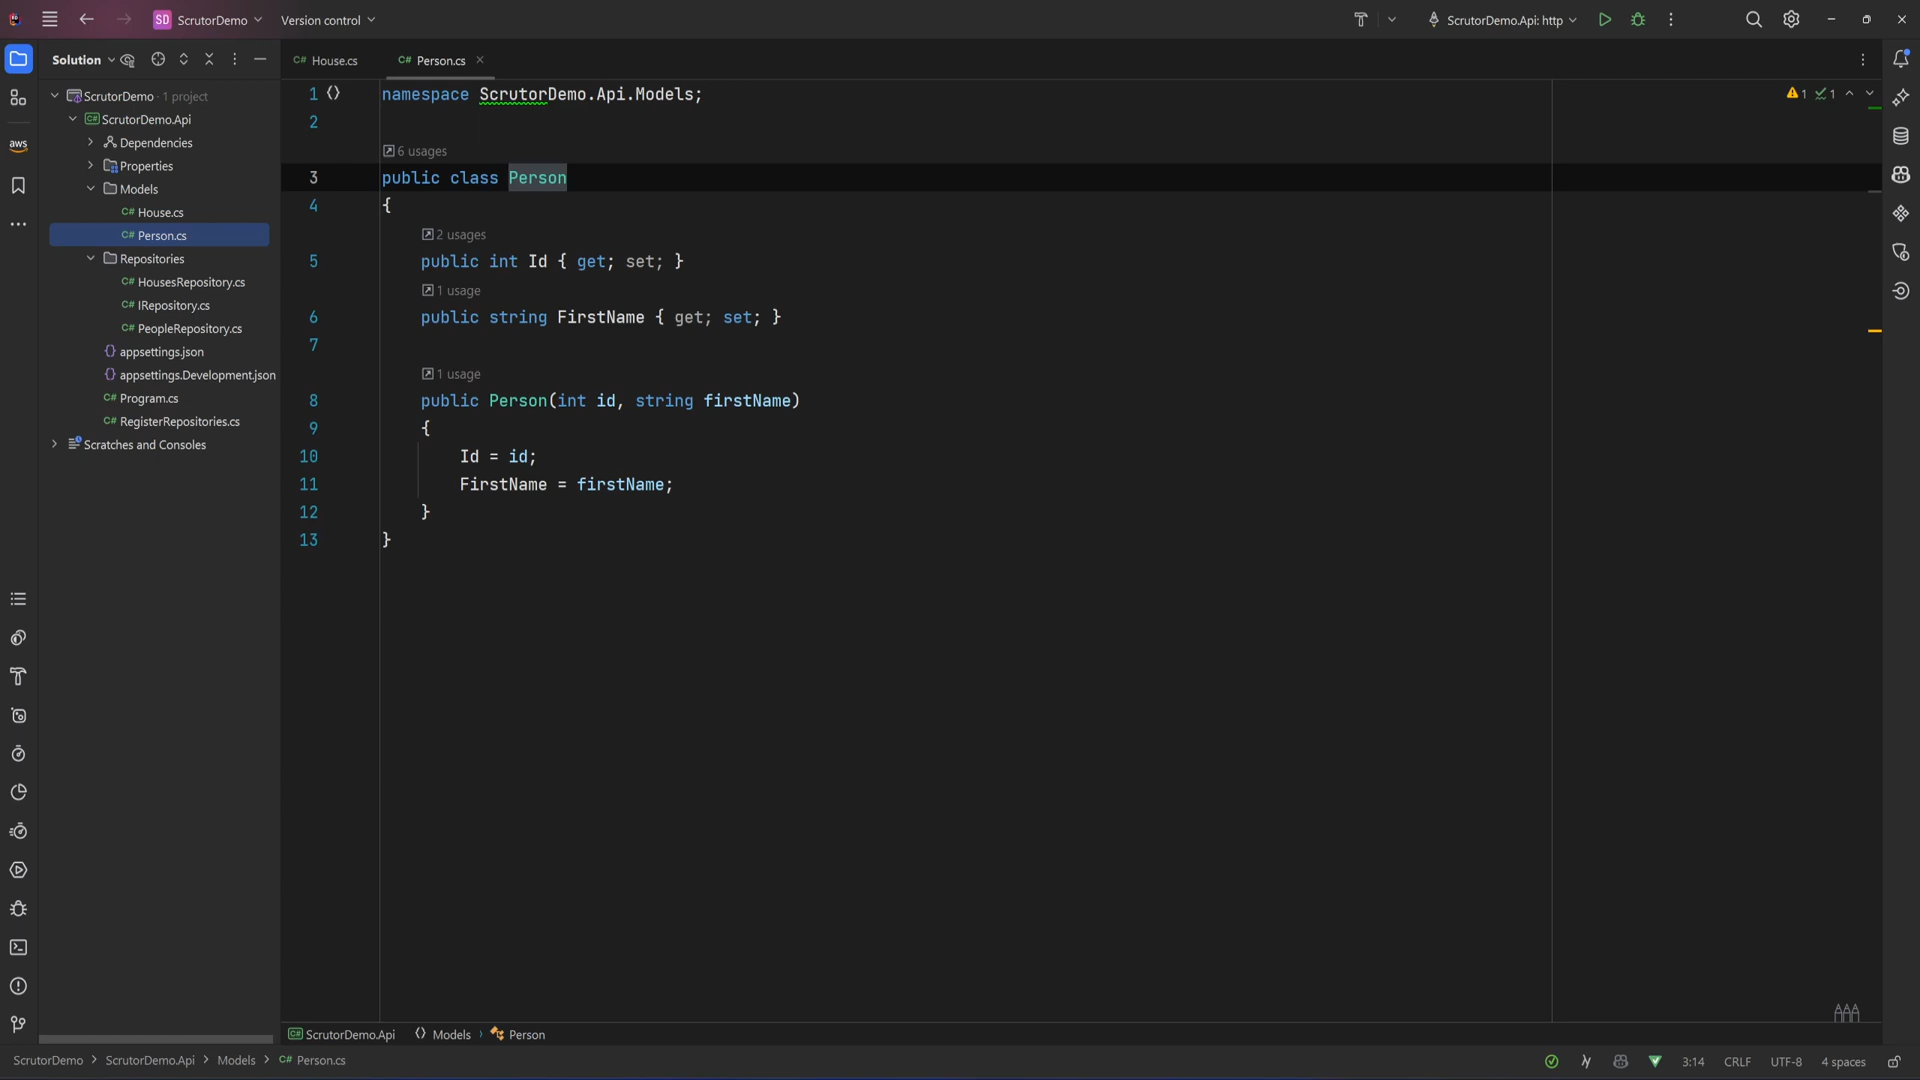 SD ScrutorDemo Version control ScrutorDemo.Api: http
Solution House.cs Person.cs
ScrutorDemo · 1 project
ScrutorDemo.Api
Dependencies
Properties
Models
C# House.cs
C# Person.cs
Repositories
C# HousesRepository.cs
C# IRepository.cs
C# PeopleRepository.cs
{} appsettings.json
{} appsettings.Development.json
C# Program.cs
C# RegisterRepositories.cs
Scratches and Consoles
aws
1 namespace ScrutorDemo.Api.Models;
2
6 usages
3 public class Person
4 {
2 usages
5 public int Id { get; set; }
1 usage
6 public string FirstName { get; set; }
7
1 usage
8 public Person(int id, string firstName)
9 {
10 Id = id;
11 FirstName = firstName;
12 }
13 }
1 1
C# ScrutorDemo.Api Models Person
ScrutorDemo ScrutorDemo.Api Models C# Person.cs 3:14 CRLF UTF-8 4 spaces